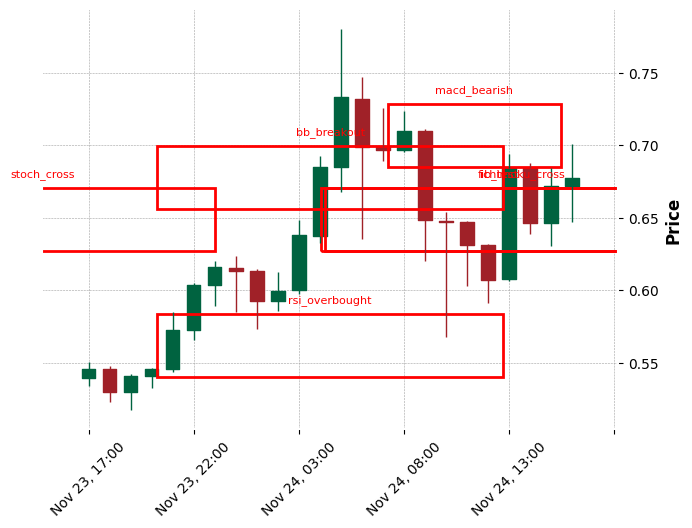 0.75
macd_bearish
bb_breakout
0.70
stoch_cross
0.65
Price
0.60
rsi_overbought
0.55
Nov 23, 17:00
Nov 23, 22:00
Nov 24, 03:00
Nov 24, 08:00
Nov 24, 13:00